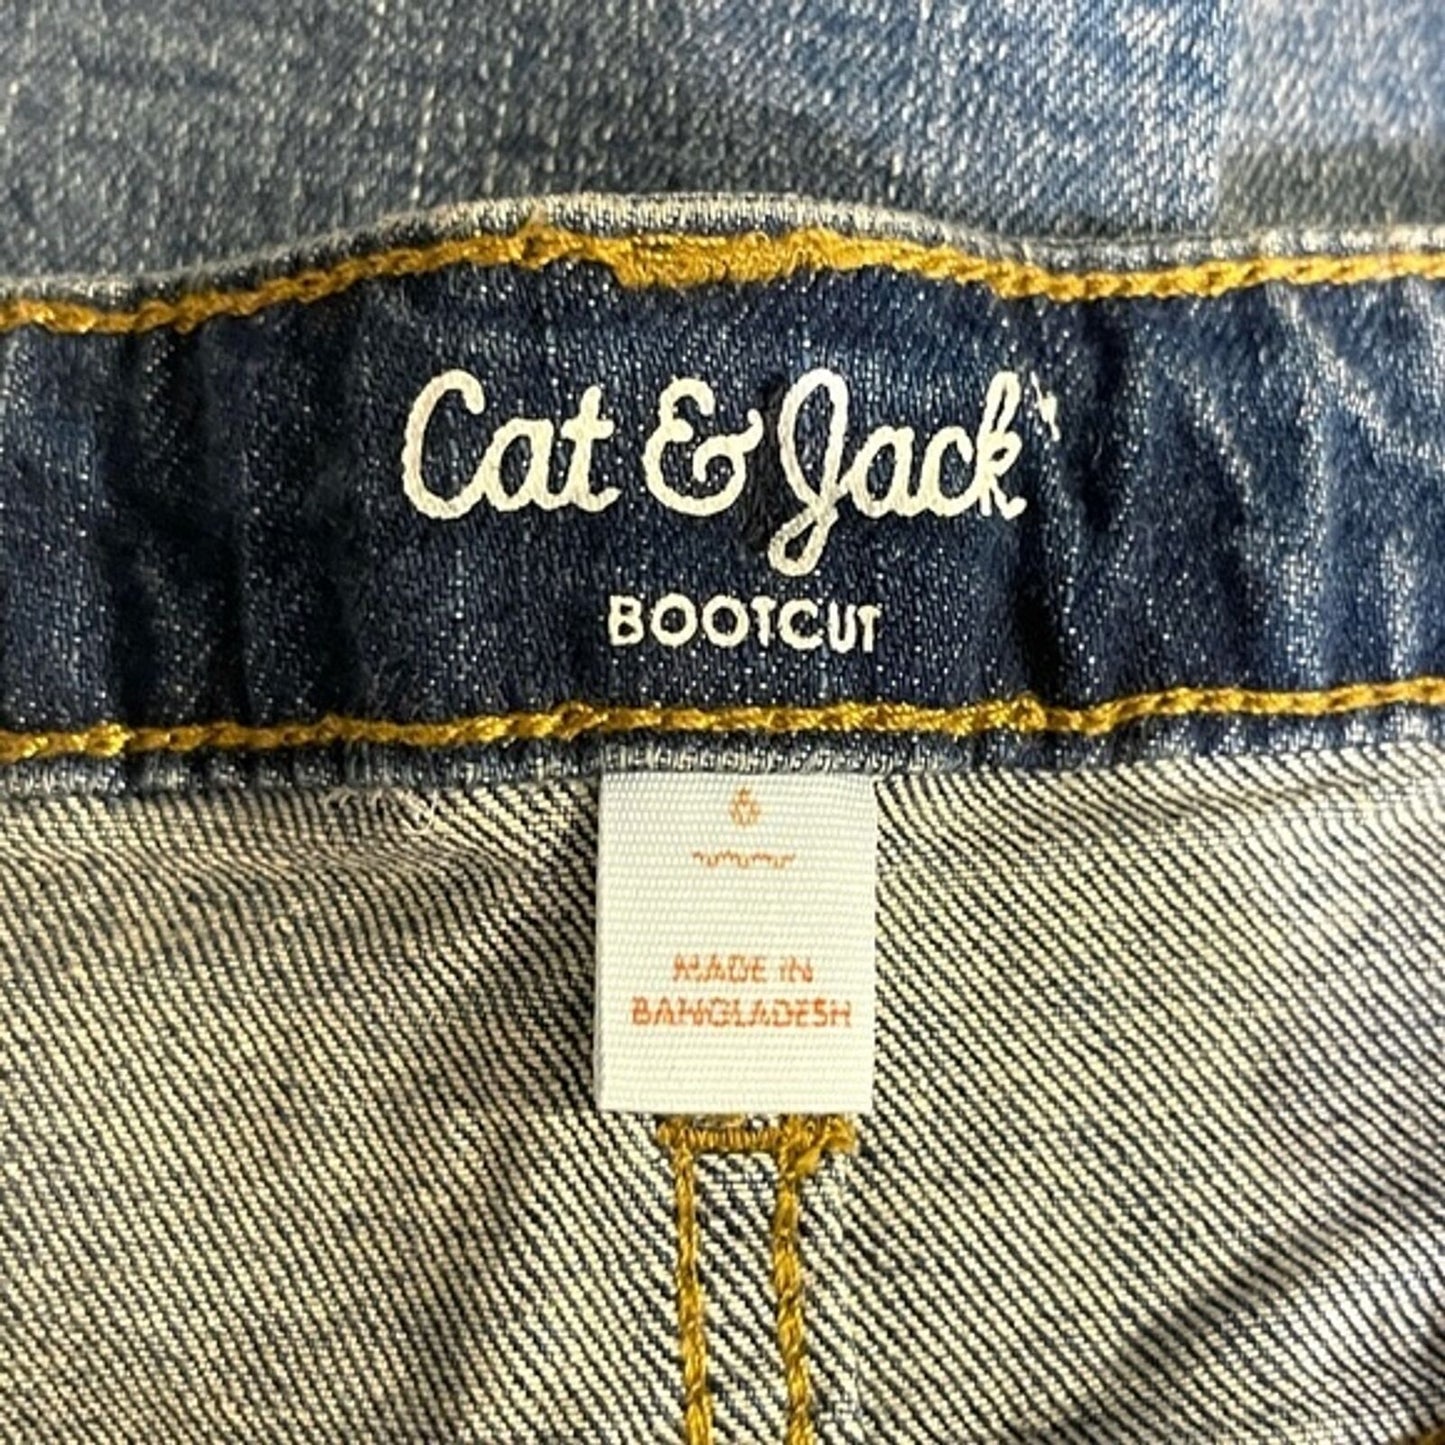 Cat & Jack
BOOTCUT
6
MADE IN
BANGLADESH